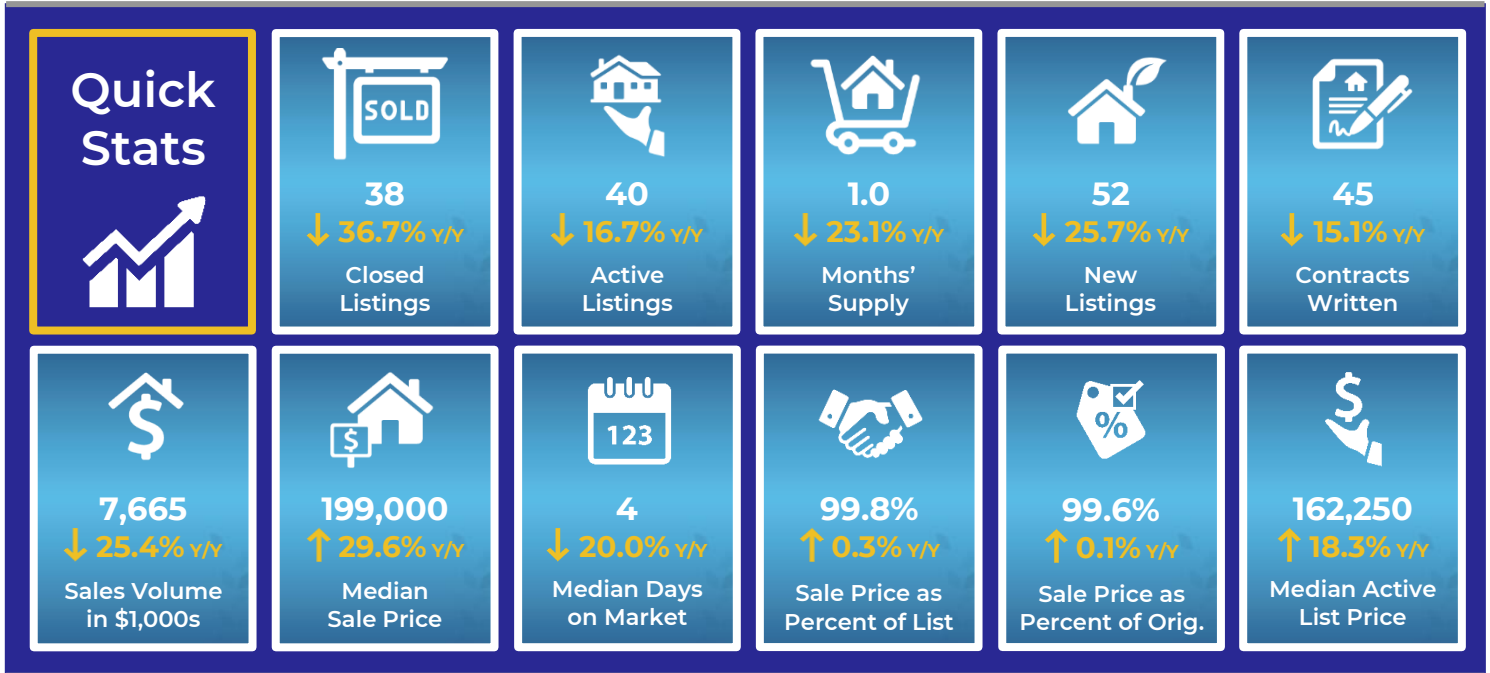 Quick
Stats
SOLD
38
↓ 36.7% Y/Y
Closed
Listings
40
↓ 16.7% Y/Y
Active
Listings
1.0
↓ 23.1% Y/Y
Months’
Supply
52
↓ 25.7% Y/Y
New
Listings
45
↓ 15.1% Y/Y
Contracts
Written
$
7,665
↓ 25.4% Y/Y
Sales Volume
in $1,000s
$
199,000
↑ 29.6% Y/Y
Median
Sale Price
123
4
↓ 20.0% Y/Y
Median Days
on Market
99.8%
↑ 0.3% Y/Y
Sale Price as
Percent of List
%
99.6%
↑ 0.1% Y/Y
Sale Price as
Percent of Orig.
$
162,250
↑ 18.3% Y/Y
Median Active
List Price